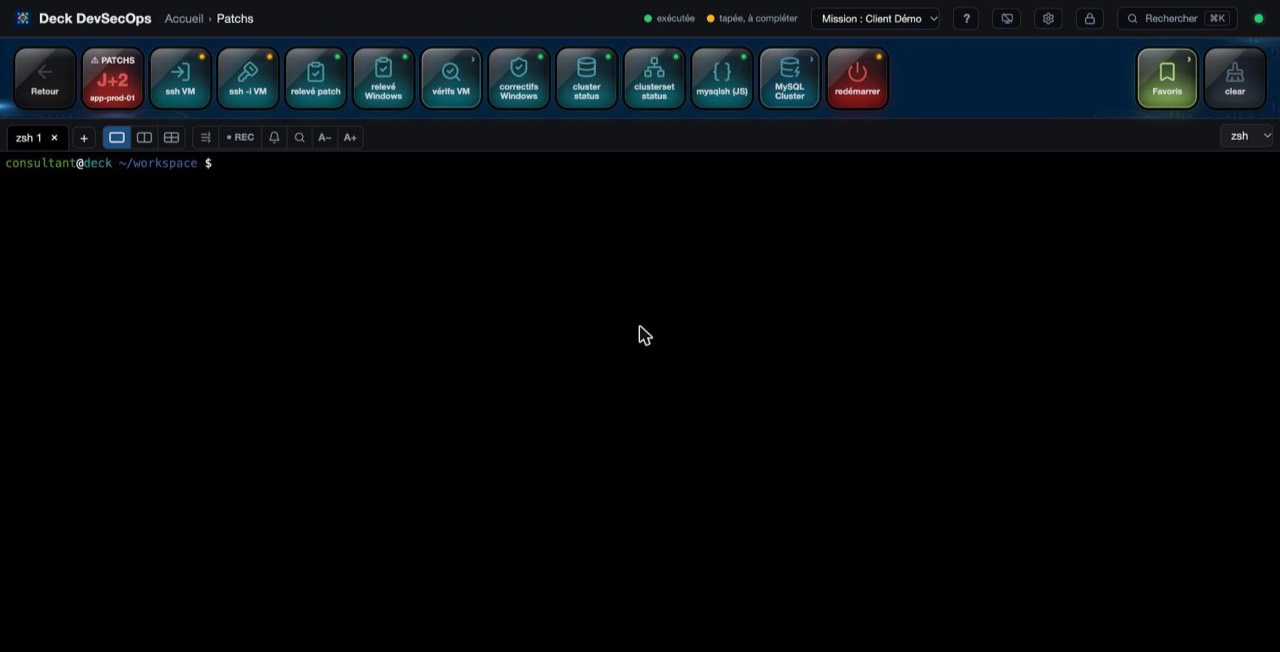 Deck DevSecOps Accueil › Patchs
exécutée tapée, à compléter Mission : Client Démo ? Rechercher ⌘K
Retour
⚠ PATCHS
J+2
app-prod-01
ssh VM
ssh -i VM
relevé patch
relevé
Windows
vérifs VM
correctifs
Windows
cluster
status
clusterset
status
mysqlsh (JS)
MySQL
Cluster
redémarrer
Favoris
clear
zsh 1 × + • REC A− A+ zsh
consultant@deck ~/workspace $